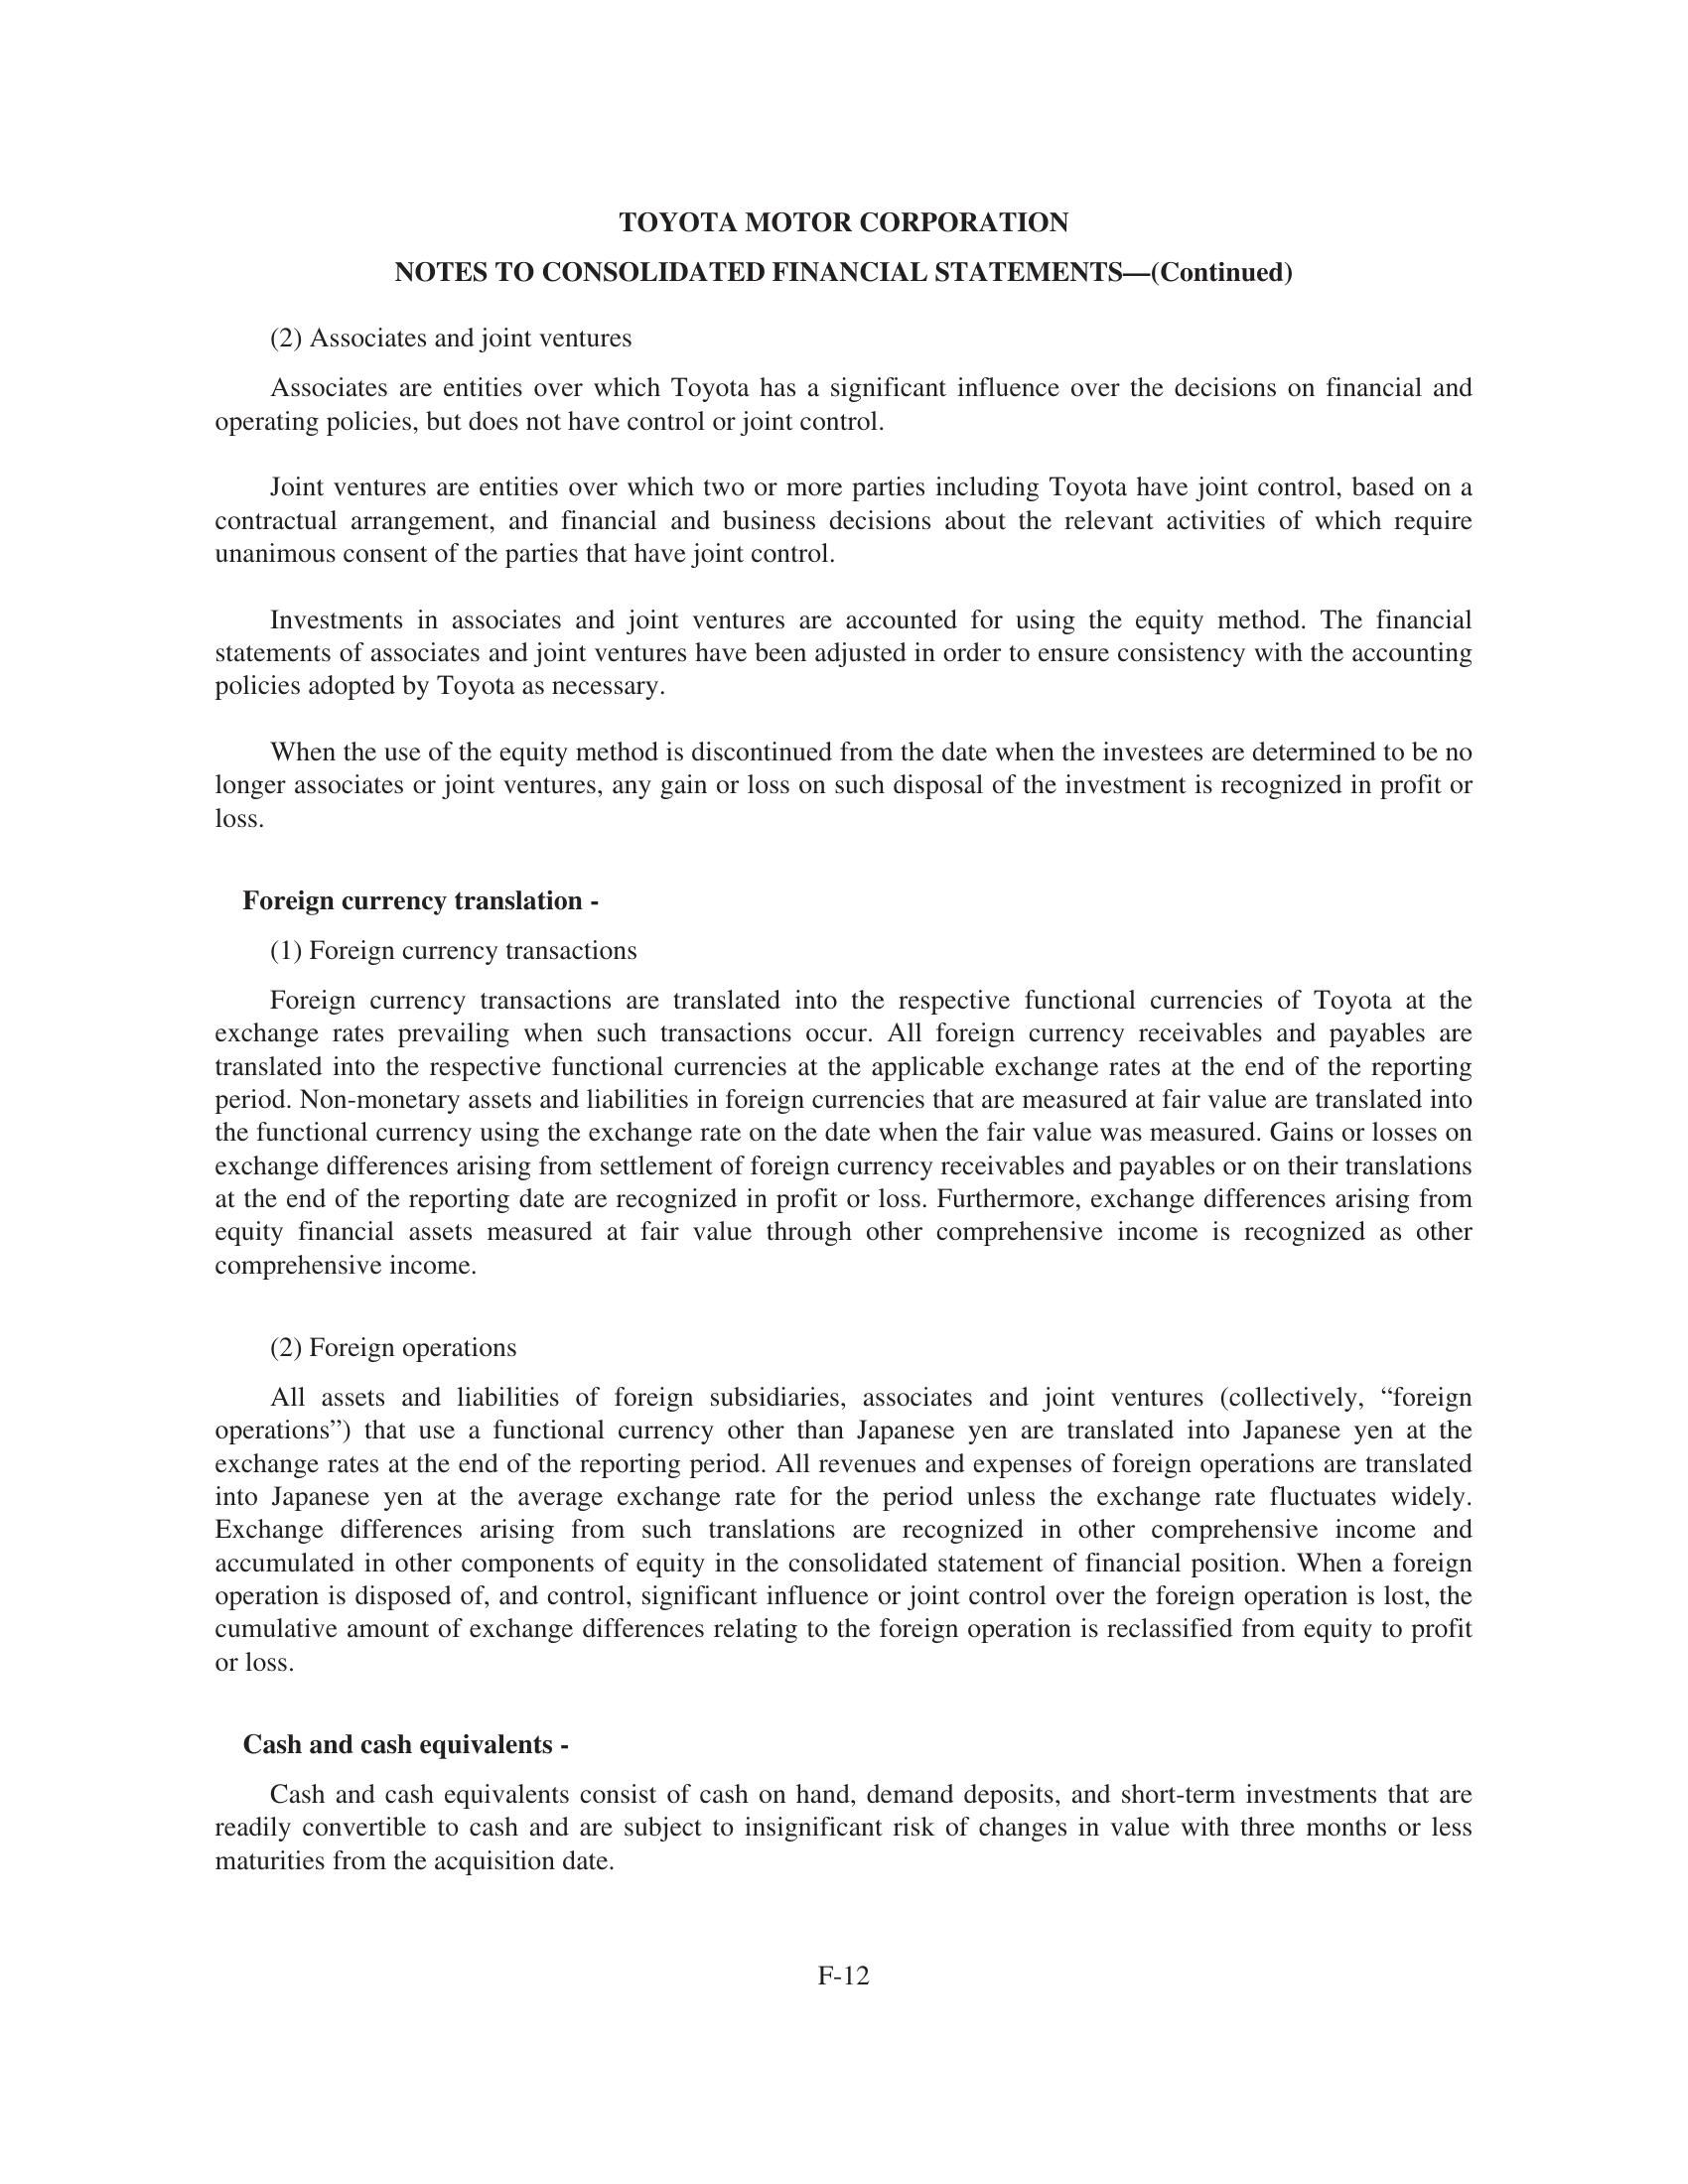 TOYOTA MOTOR CORPORATION
NOTES TO CONSOLIDATED FINANCIAL STATEMENTS—(Continued)
(2) Associates and joint ventures
Associates are entities over which Toyota has a significant influence over the decisions on financial and
operating policies, but does not have control or joint control.
Joint ventures are entities over which two or more parties including Toyota have joint control, based on a
contractual arrangement, and financial and business decisions about the relevant activities of which require
unanimous consent of the parties that have joint control.
Investments in associates and joint ventures are accounted for using the equity method. The financial
statements of associates and joint ventures have been adjusted in order to ensure consistency with the accounting
policies adopted by Toyota as necessary.
When the use of the equity method is discontinued from the date when the investees are determined to be no
longer associates or joint ventures, any gain or loss on such disposal of the investment is recognized in profit or
loss.
Foreign currency translation -
(1) Foreign currency transactions
Foreign currency transactions are translated into the respective functional currencies of Toyota at the
exchange rates prevailing when such transactions occur. All foreign currency receivables and payables are
translated into the respective functional currencies at the applicable exchange rates at the end of the reporting
period. Non-monetary assets and liabilities in foreign currencies that are measured at fair value are translated into
the functional currency using the exchange rate on the date when the fair value was measured. Gains or losses on
exchange differences arising from settlement of foreign currency receivables and payables or on their translations
at the end of the reporting date are recognized in profit or loss. Furthermore, exchange differences arising from
equity financial assets measured at fair value through other comprehensive income is recognized as other
comprehensive income.
(2) Foreign operations
All assets and liabilities of foreign subsidiaries, associates and joint ventures (collectively, “foreign
operations”) that use a functional currency other than Japanese yen are translated into Japanese yen at the
exchange rates at the end of the reporting period. All revenues and expenses of foreign operations are translated
into Japanese yen at the average exchange rate for the period unless the exchange rate fluctuates widely.
Exchange differences arising from such translations are recognized in other comprehensive income and
accumulated in other components of equity in the consolidated statement of financial position. When a foreign
operation is disposed of, and control, significant influence or joint control over the foreign operation is lost, the
cumulative amount of exchange differences relating to the foreign operation is reclassified from equity to profit
or loss.
Cash and cash equivalents -
Cash and cash equivalents consist of cash on hand, demand deposits, and short-term investments that are
readily convertible to cash and are subject to insignificant risk of changes in value with three months or less
maturities from the acquisition date.
F-12